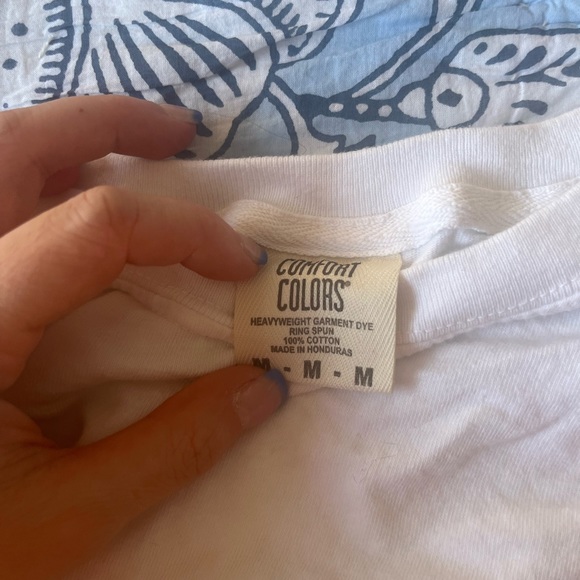 COMFORT
COLORS®
HEAVYWEIGHT GARMENT DYE
RING SPUN
100% COTTON
MADE IN HONDURAS
M - M - M